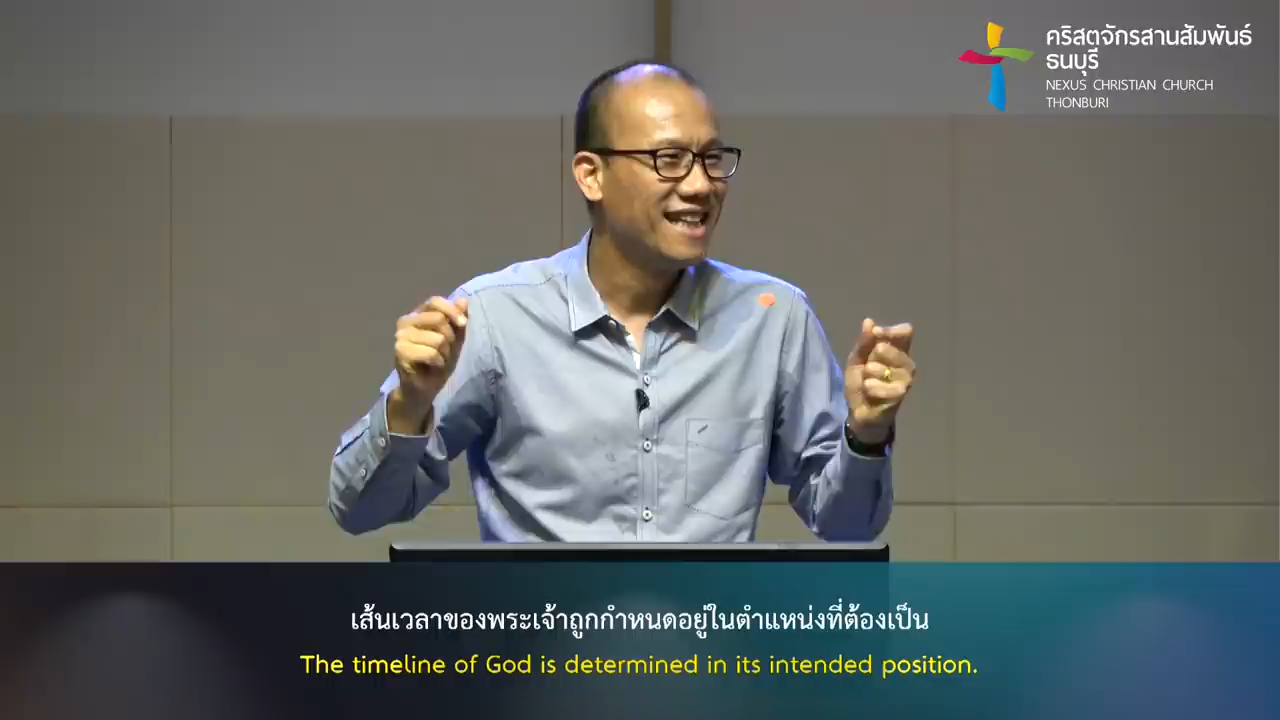 คริสตจักรสานสัมพันธ์
ธนบุรี
NEXUS CHRISTIAN CHURCH
THONBURI
เส้นเวลาของพระเจ้าถูกกำหนดอยู่ในตำแหน่งที่ต้องเป็น
The timeline of God is determined in its intended position.